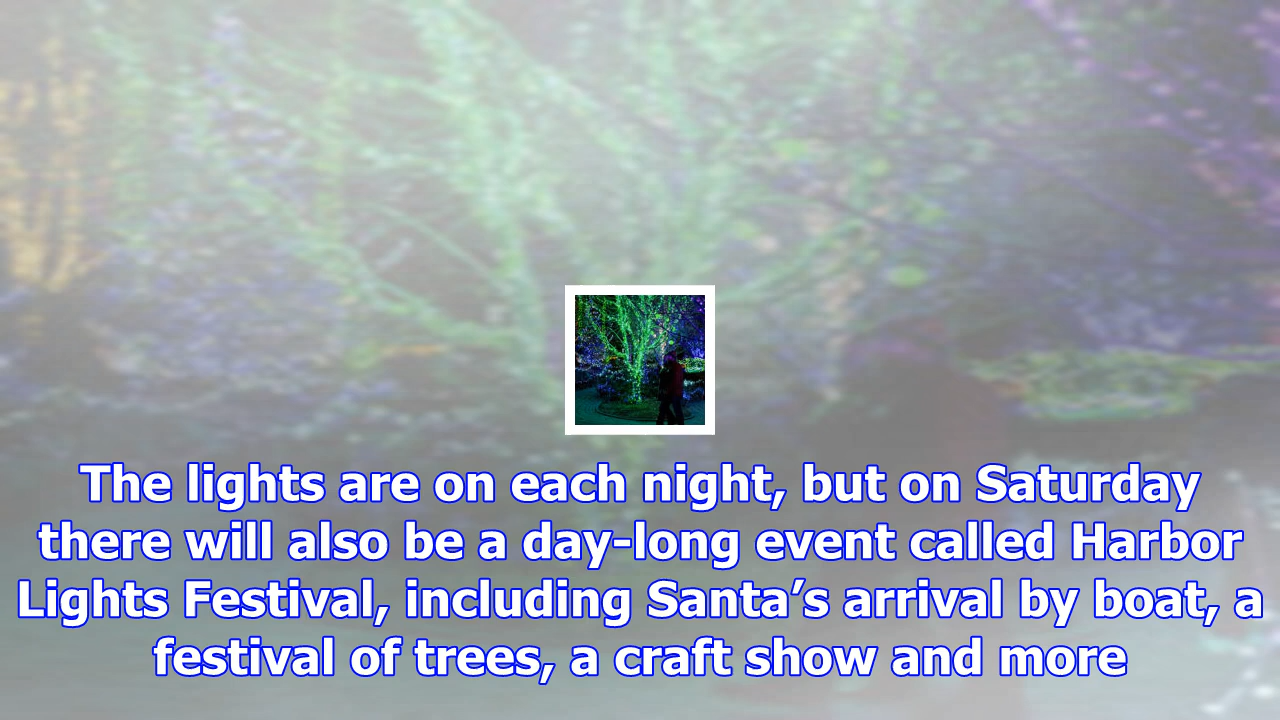 The lights are on each night, but on Saturday
there will also be a day-long event called Harbor
Lights Festival, including Santa’s arrival by boat, a
festival of trees, a craft show and more